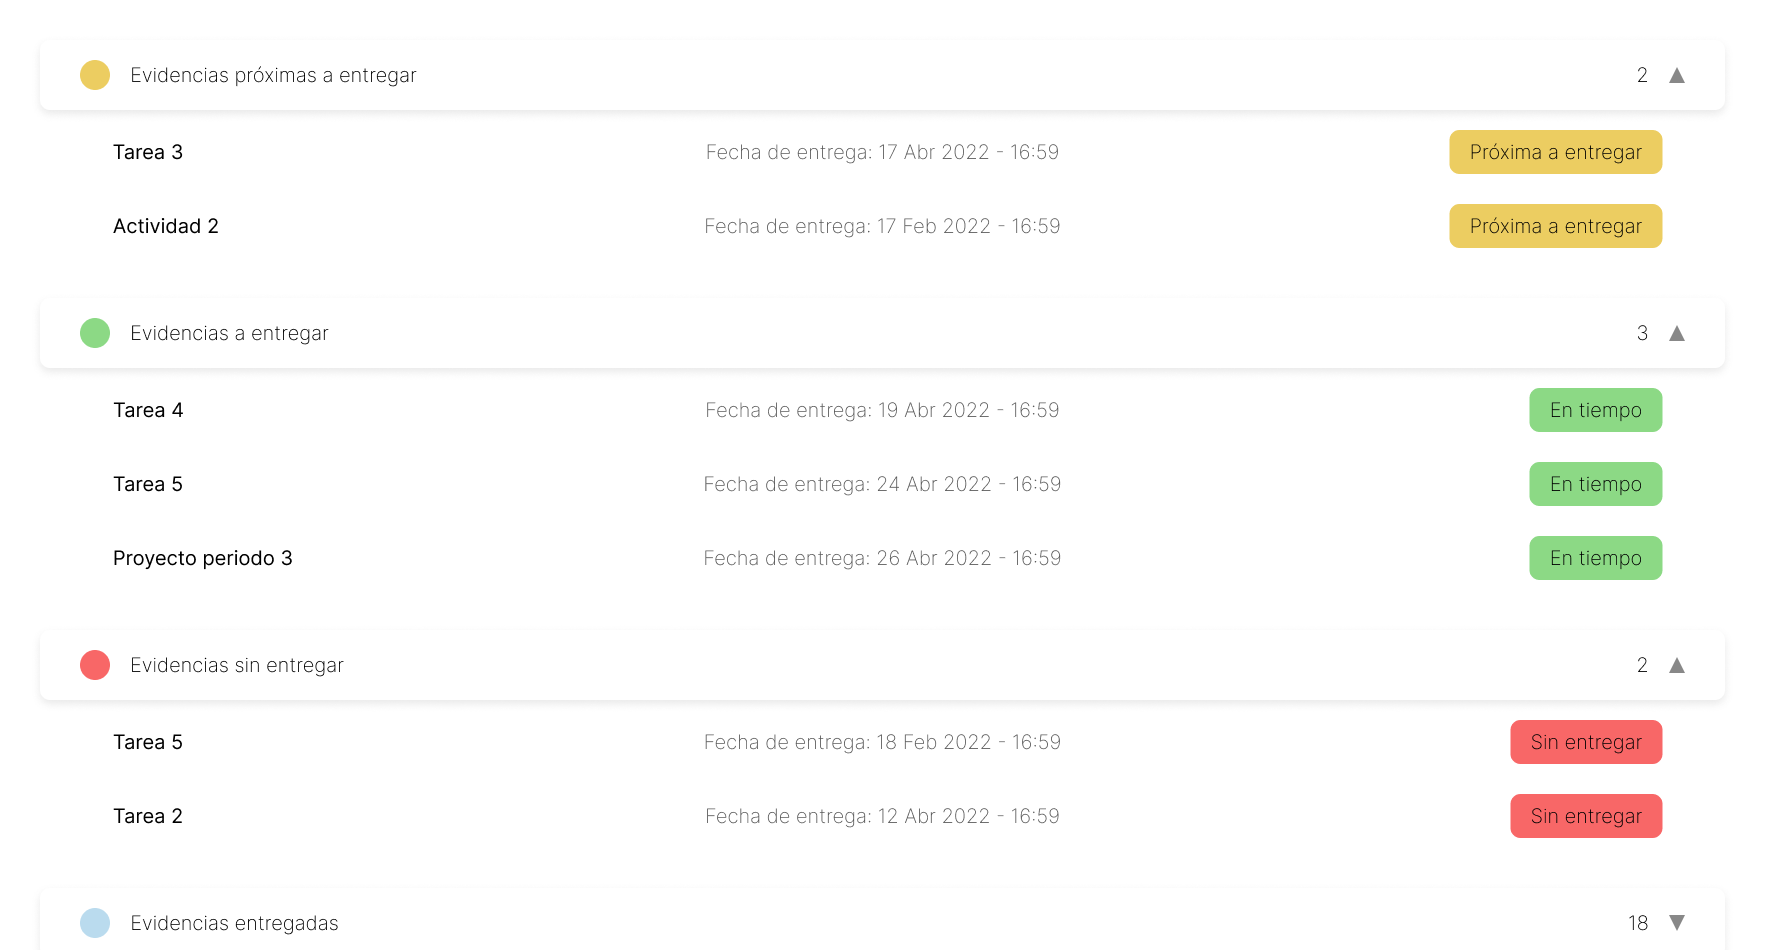 Evidencias próximas a entregar 2 ▲
Tarea 3 Fecha de entrega: 17 Abr 2022 - 16:59 Próxima a entregar
Actividad 2 Fecha de entrega: 17 Feb 2022 - 16:59 Próxima a entregar
Evidencias a entregar 3 ▲
Tarea 4 Fecha de entrega: 19 Abr 2022 - 16:59 En tiempo
Tarea 5 Fecha de entrega: 24 Abr 2022 - 16:59 En tiempo
Proyecto periodo 3 Fecha de entrega: 26 Abr 2022 - 16:59 En tiempo
Evidencias sin entregar 2 ▲
Tarea 5 Fecha de entrega: 18 Feb 2022 - 16:59 Sin entregar
Tarea 2 Fecha de entrega: 12 Abr 2022 - 16:59 Sin entregar
Evidencias entregadas 18 ▼